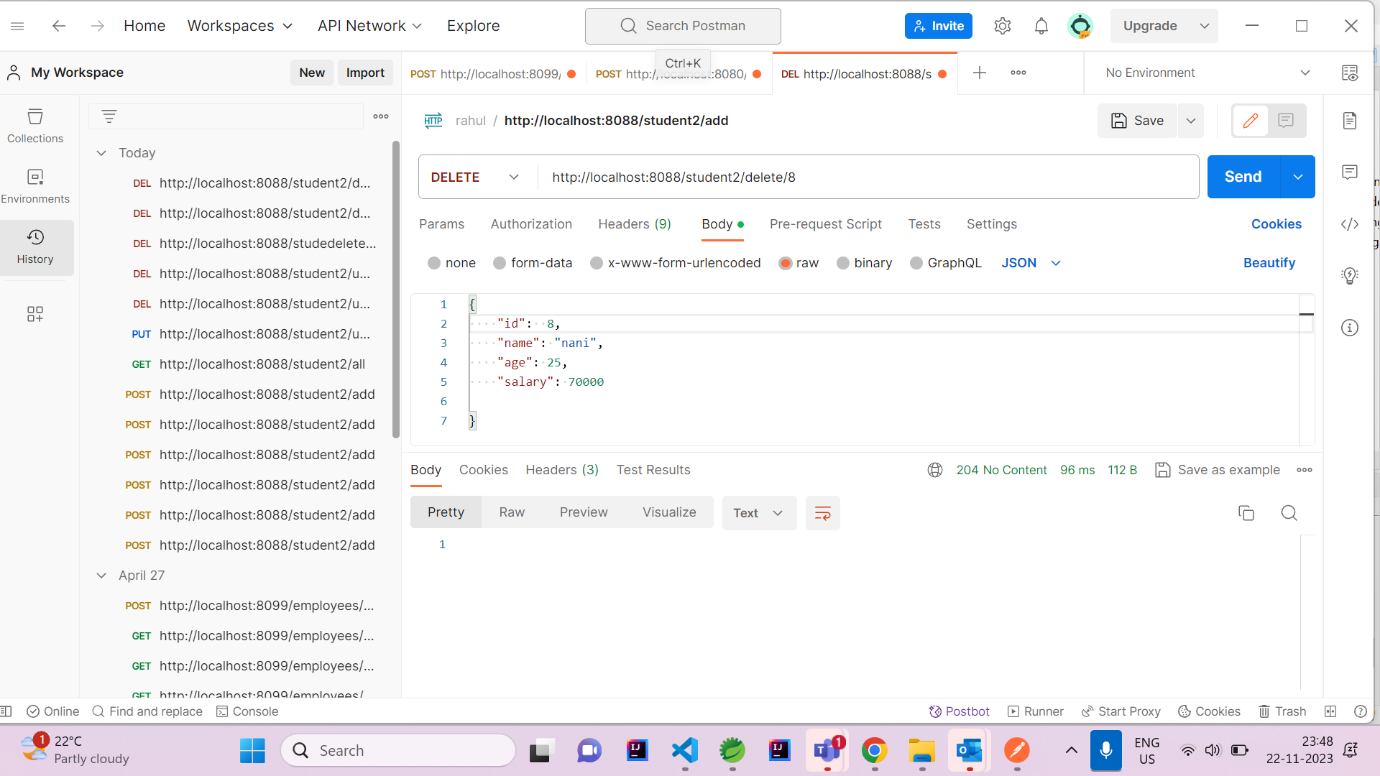 Home Workspaces API Network Explore Search Postman Invite Upgrade
Ctrl+K
My Workspace New Import
POST http://localhost:8099/ POST http://localhost:8080/ DEL http://localhost:8088/s No Environment
rahul / http://localhost:8088/student2/add Save
DELETE http://localhost:8088/student2/delete/8 Send
Params Authorization Headers (9) Body Pre-request Script Tests Settings Cookies
none form-data x-www-form-urlencoded raw binary GraphQL JSON Beautify
1 {
2 "id": 8,
3 "name": "nani",
4 "age": 25,
5 "salary": 70000
6
7 }
Body Cookies Headers (3) Test Results 204 No Content 96 ms 112 B Save as example
Pretty Raw Preview Visualize Text
1
Collections
Environments
History
Today
DEL http://localhost:8088/student2/d...
DEL http://localhost:8088/student2/d...
DEL http://localhost:8088/studedelete...
DEL http://localhost:8088/student2/u...
DEL http://localhost:8088/student2/u...
PUT http://localhost:8088/student2/u...
GET http://localhost:8088/student2/all
POST http://localhost:8088/student2/add
POST http://localhost:8088/student2/add
POST http://localhost:8088/student2/add
POST http://localhost:8088/student2/add
POST http://localhost:8088/student2/add
POST http://localhost:8088/student2/add
April 27
POST http://localhost:8099/employees/...
GET http://localhost:8099/employees/...
GET http://localhost:8099/employees/...
GET http://localhost:8099/employees/
Online Find and replace Console Postbot Runner Start Proxy Cookies Trash
1 22°C
Partly cloudy
Search
1
ENG
US
23:48
22-11-2023